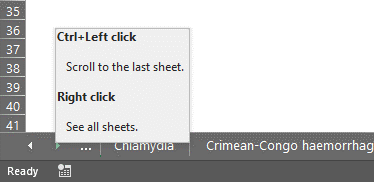 35
36
37
38
39
40
41
Ctrl+Left click
Scroll to the last sheet.
Right click
See all sheets.
... Chlamydia Crimean-Congo haemorrhag
Ready